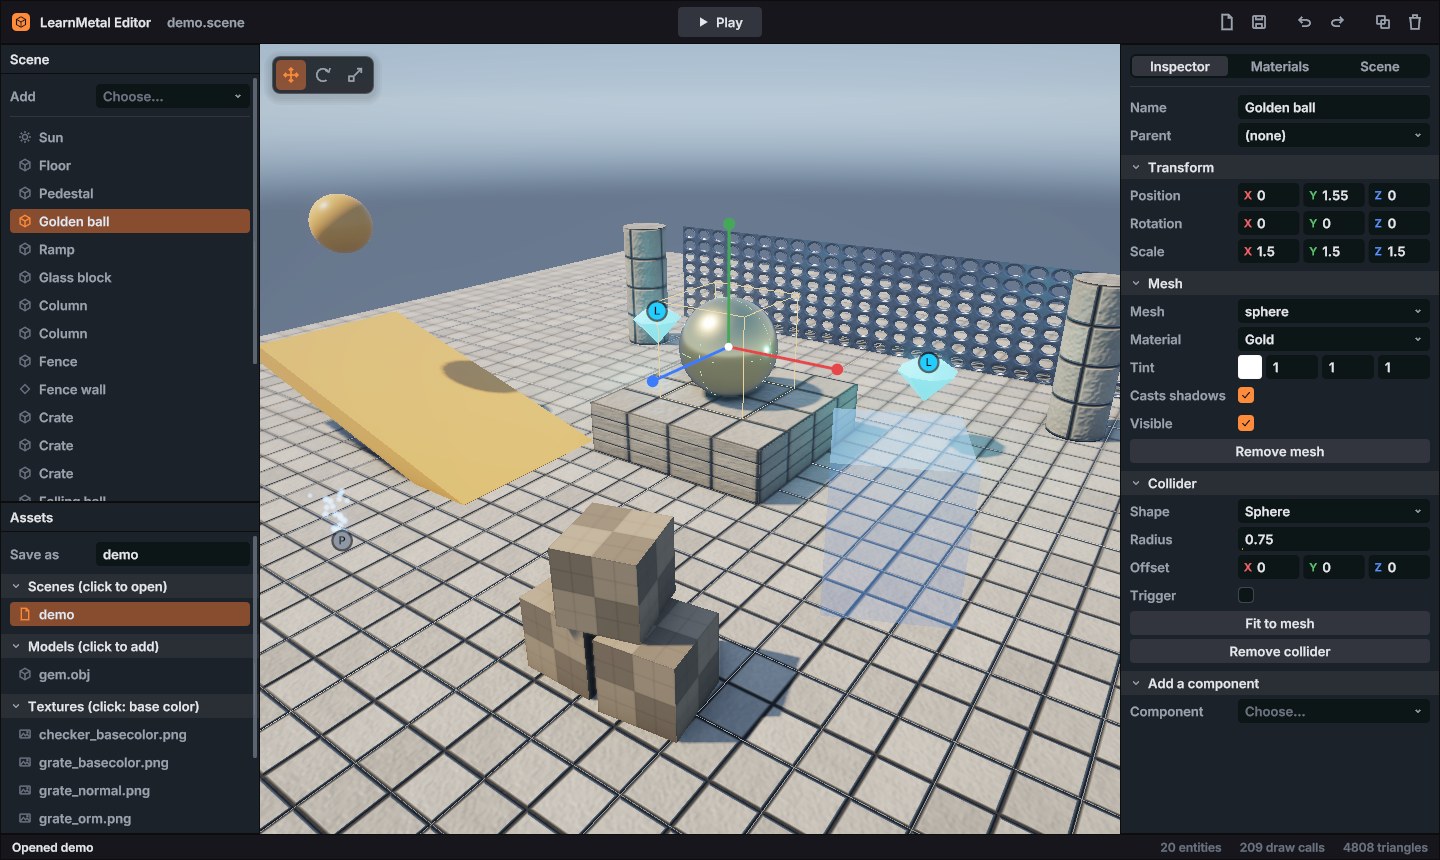 LearnMetal Editor demo.scene Play
Scene
Add Choose...
Sun
Floor
Pedestal
Golden ball
Ramp
Glass block
Column
Column
Fence
Fence wall
Crate
Crate
Crate
Falling ball
Assets
Save as demo
Scenes (click to open)
demo
Models (click to add)
gem.obj
Textures (click: base color)
checker_basecolor.png
grate_basecolor.png
grate_normal.png
grate_orm.png
L
L
P
Inspector Materials Scene
Name Golden ball
Parent (none)
Transform
Position X 0 Y 1.55 Z 0
Rotation X 0 Y 0 Z 0
Scale X 1.5 Y 1.5 Z 1.5
Mesh
Mesh sphere
Material Gold
Tint 1 1 1
Casts shadows
Visible
Remove mesh
Collider
Shape Sphere
Radius 0.75
Offset X 0 Y 0 Z 0
Trigger
Fit to mesh
Remove collider
Add a component
Component Choose...
Opened demo 20 entities 209 draw calls 4808 triangles